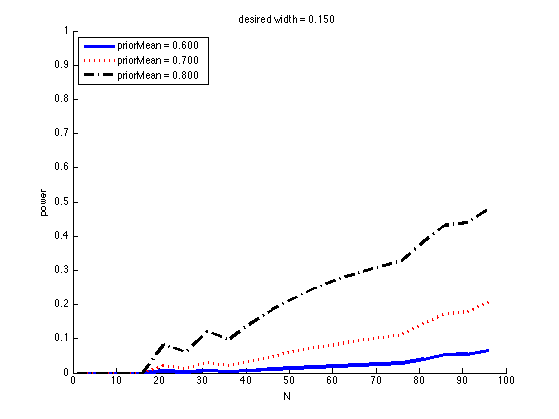 desired width = 0.150
priorMean = 0.600
priorMean = 0.700
priorMean = 0.800
1
0.9
0.8
0.7
0.6
0.5
0.4
0.3
0.2
0.1
0
power
0 10 20 30 40 50 60 70 80 90 100
N